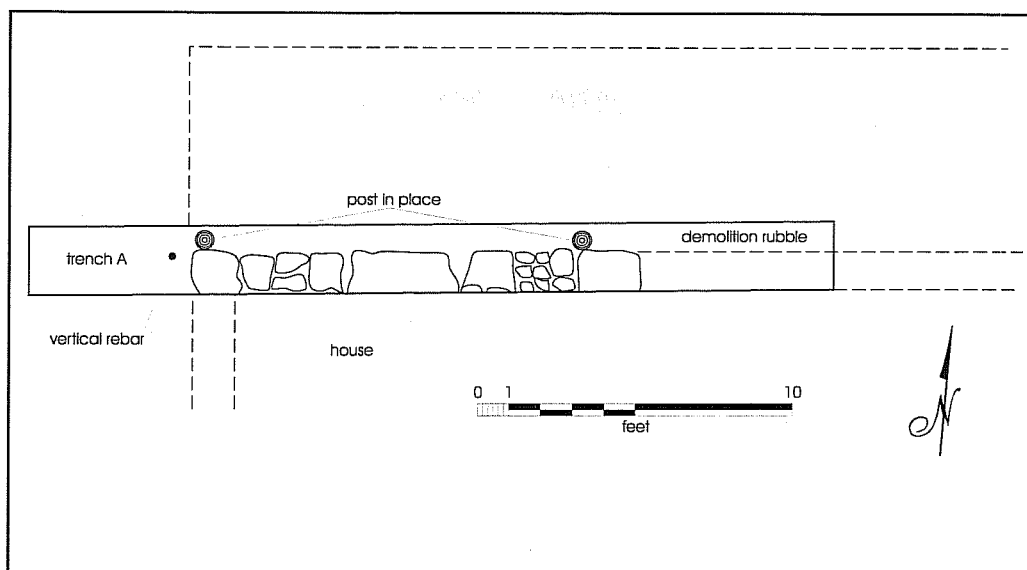 post in place
trench A
demolition rubble
vertical rebar
house
0 1 10
feet
N